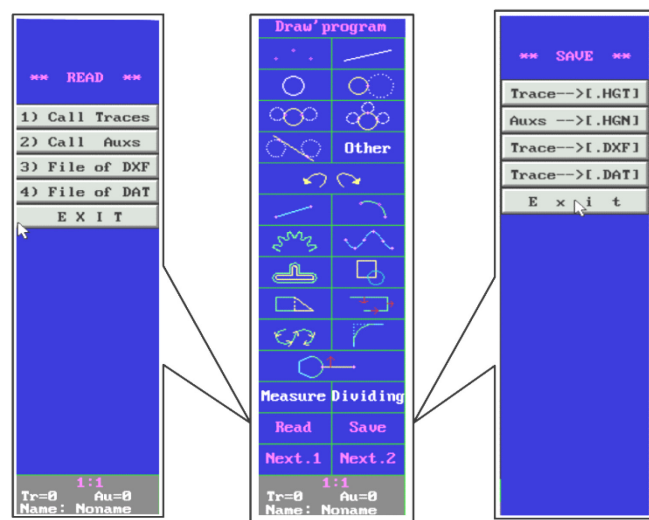 ** READ **
1) Call Traces
2) Call Auxs
3) File of DXF
4) File of DAT
E X I T
1:1
Tr=0 Au=0
Name: Noname
Draw'program
Other
Measure Dividing
Read Save
Next.1 Next.2
1:1
Tr=0 Au=0
Name: Noname
** SAVE **
Trace-->[.HGT]
Auxs -->[.HGN]
Trace-->[.DXF]
Trace-->[.DAT]
E x i t